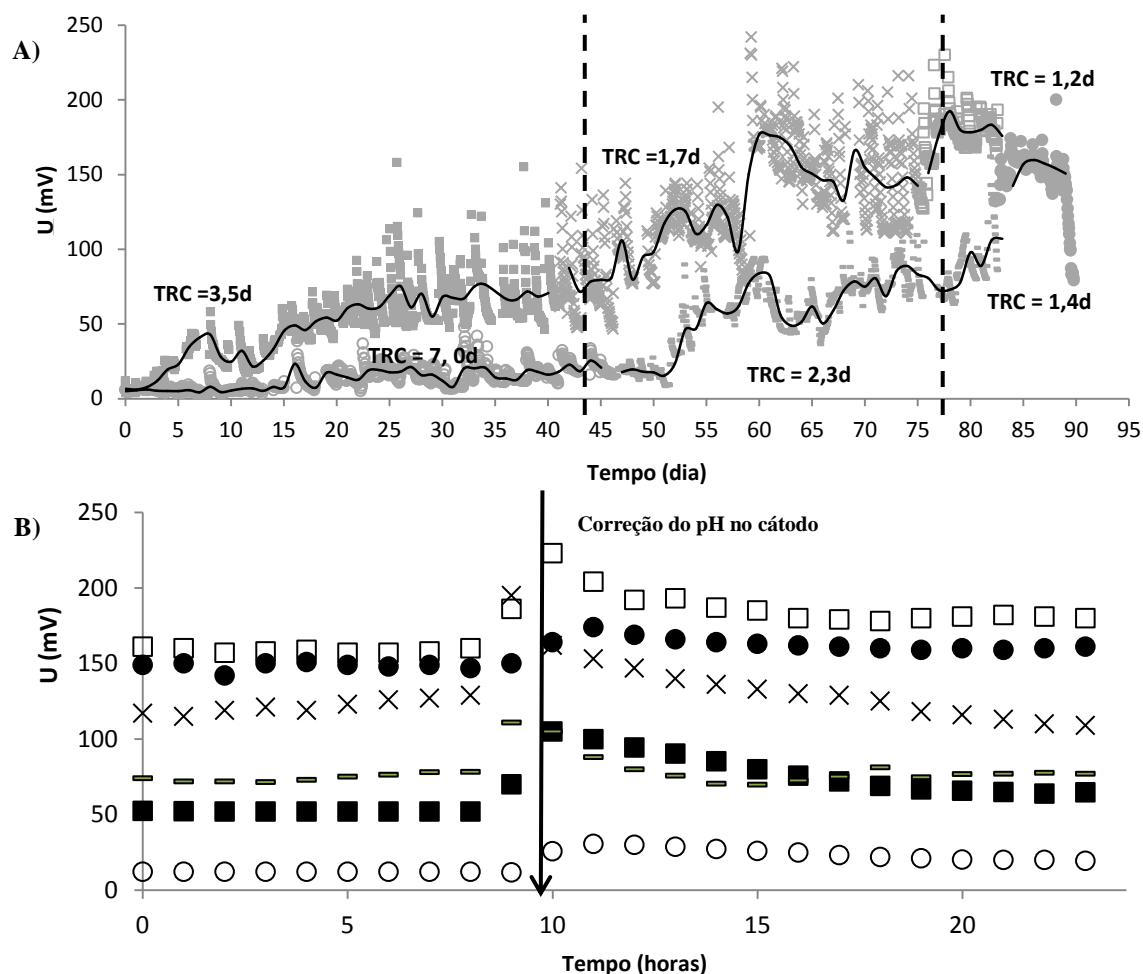 A)
U (mV)
250
200
150
100
50
0
TRC = 1,2d
TRC =1,7d
TRC =3,5d
TRC = 7, 0d
TRC = 1,4d
TRC = 2,3d
0 5 10 15 20 25 30 35 40 45 50 55 60 65 70 75 80 85 90 95
Tempo (dia)
B)
U (mV)
250
200
150
100
50
0
Correção do pH no cátodo
0 5 10 15 20
Tempo (horas)